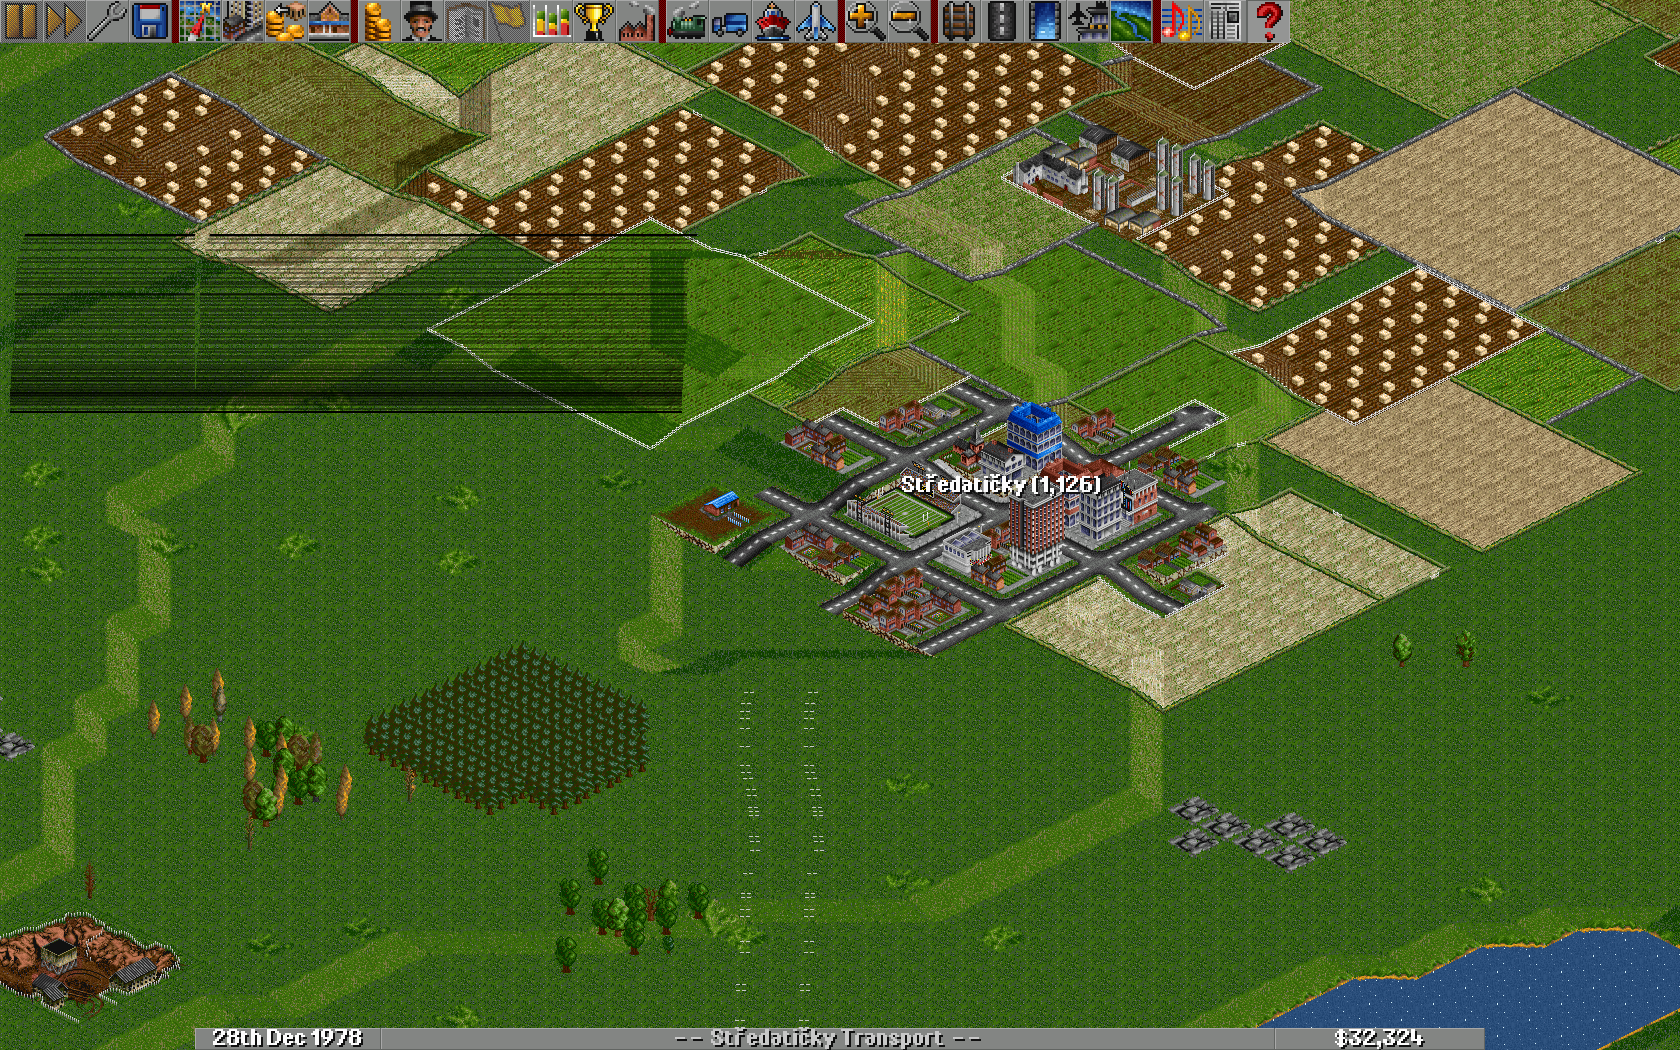 N
Středatičky (1,126)
28th Dec 1978
-- Středatičky Transport --
$32,324